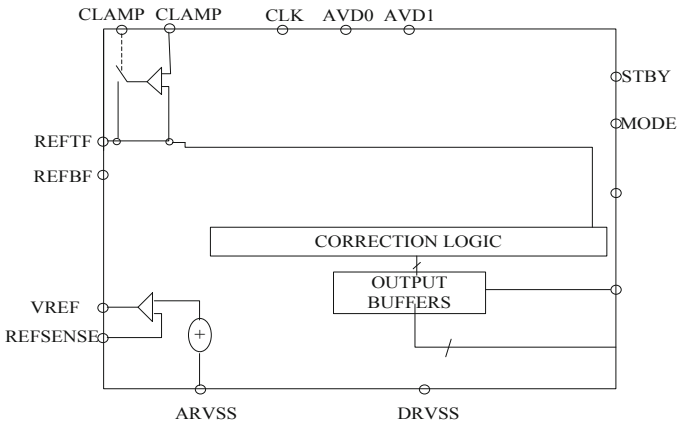 CLAMP CLAMP CLK AVD0 AVD1
STBY
MODE
REFTF
REFBF
CORRECTION LOGIC
OUTPUT
BUFFERS
VREF
REFSENSE
+
ARVSS DRVSS